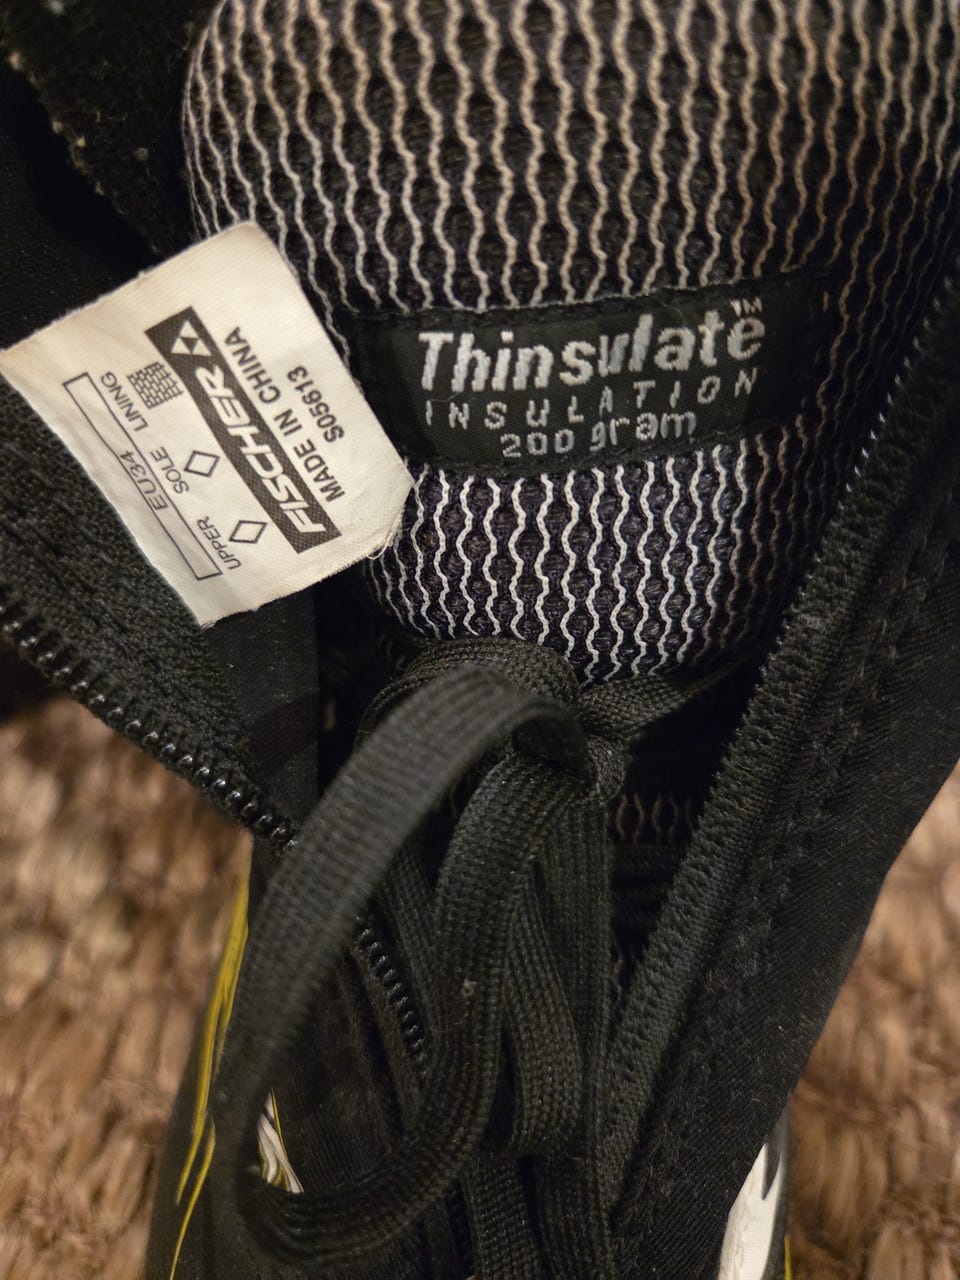 FISCHER
MADE IN CHINA
S05613
UPPER SOLE LINING
EU34
Thinsulate™
INSULATION
200 gram